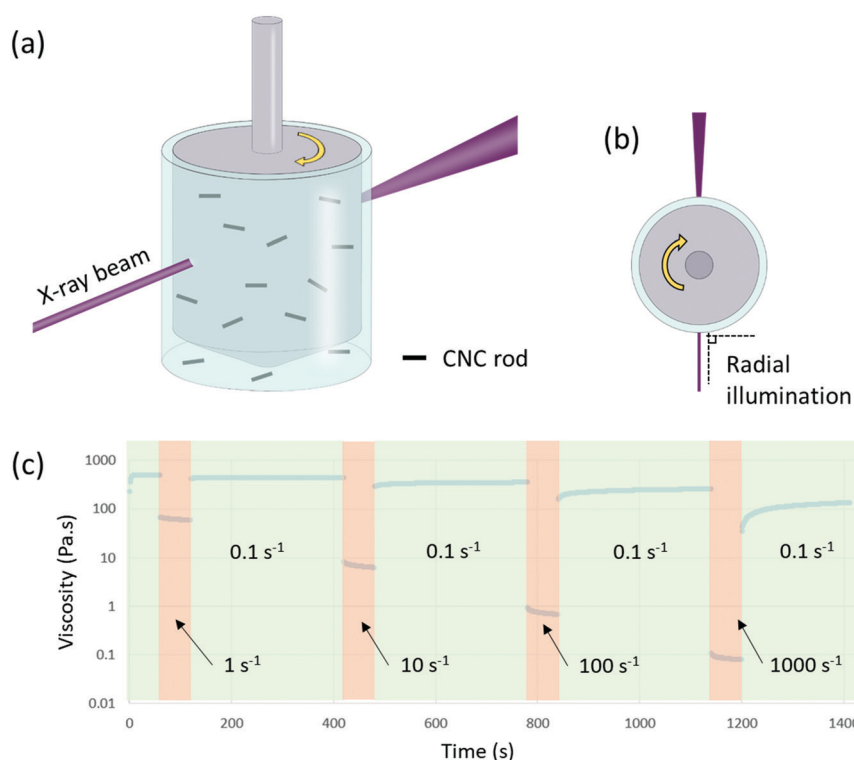 (a)
X-ray beam
CNC rod
(b)
Radial
illumination
(c)
Viscosity (Pa.s)
1000
100
10
1
0.1
0.01
0.1 s⁻¹
0.1 s⁻¹
0.1 s⁻¹
0.1 s⁻¹
1 s⁻¹
10 s⁻¹
100 s⁻¹
1000 s⁻¹
0
200
400
600
800
1000
1200
1400
Time (s)